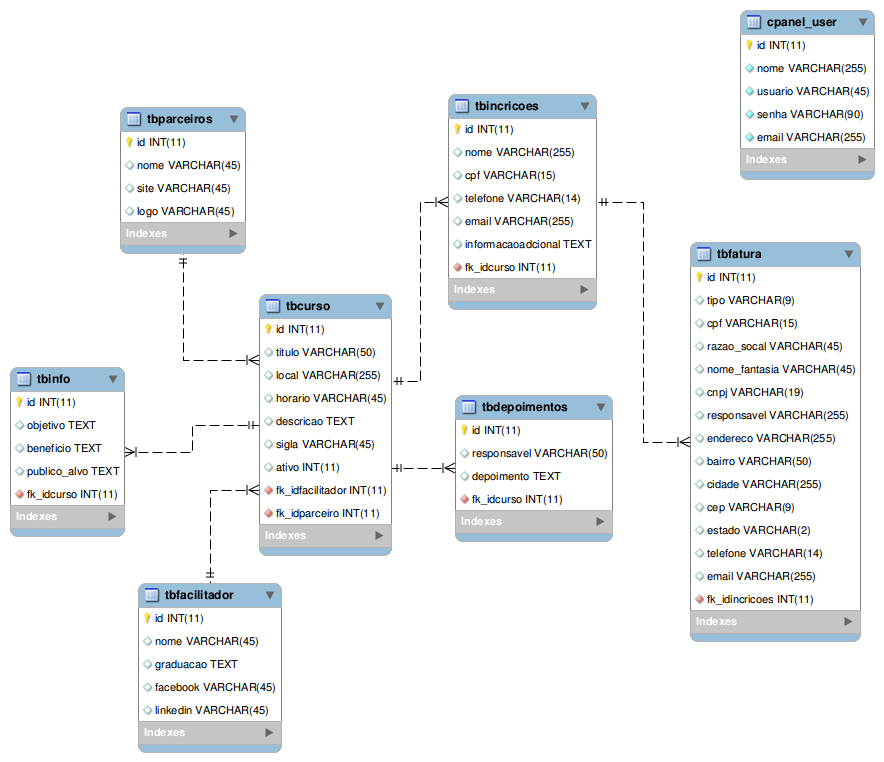 cpanel_user
id INT(11)
nome VARCHAR(255)
usuario VARCHAR(45)
senha VARCHAR(90)
email VARCHAR(255)
Indexes
tbincricoes
id INT(11)
nome VARCHAR(255)
cpf VARCHAR(15)
telefone VARCHAR(14)
email VARCHAR(255)
informacaoadcional TEXT
fk_idcurso INT(11)
Indexes
tbparceiros
id INT(11)
nome VARCHAR(45)
site VARCHAR(45)
logo VARCHAR(45)
Indexes
tbfatura
id INT(11)
tipo VARCHAR(9)
cpf VARCHAR(15)
razao_socal VARCHAR(45)
nome_fantasia VARCHAR(45)
cnpj VARCHAR(19)
responsavel VARCHAR(255)
endereco VARCHAR(255)
bairro VARCHAR(50)
cidade VARCHAR(255)
cep VARCHAR(9)
estado VARCHAR(2)
telefone VARCHAR(14)
email VARCHAR(255)
fk_idincricoes INT(11)
Indexes
tbcurso
id INT(11)
titulo VARCHAR(50)
local VARCHAR(255)
horario VARCHAR(45)
descricao TEXT
sigla VARCHAR(45)
ativo INT(11)
fk_idfacilitador INT(11)
fk_idparceiro INT(11)
Indexes
tbinfo
id INT(11)
objetivo TEXT
beneficio TEXT
publico_alvo TEXT
fk_idcurso INT(11)
Indexes
tbdepoimentos
id INT(11)
responsavel VARCHAR(50)
depoimento TEXT
fk_idcurso INT(11)
Indexes
tbfacilitador
id INT(11)
nome VARCHAR(45)
graduacao TEXT
facebook VARCHAR(45)
linkedin VARCHAR(45)
Indexes